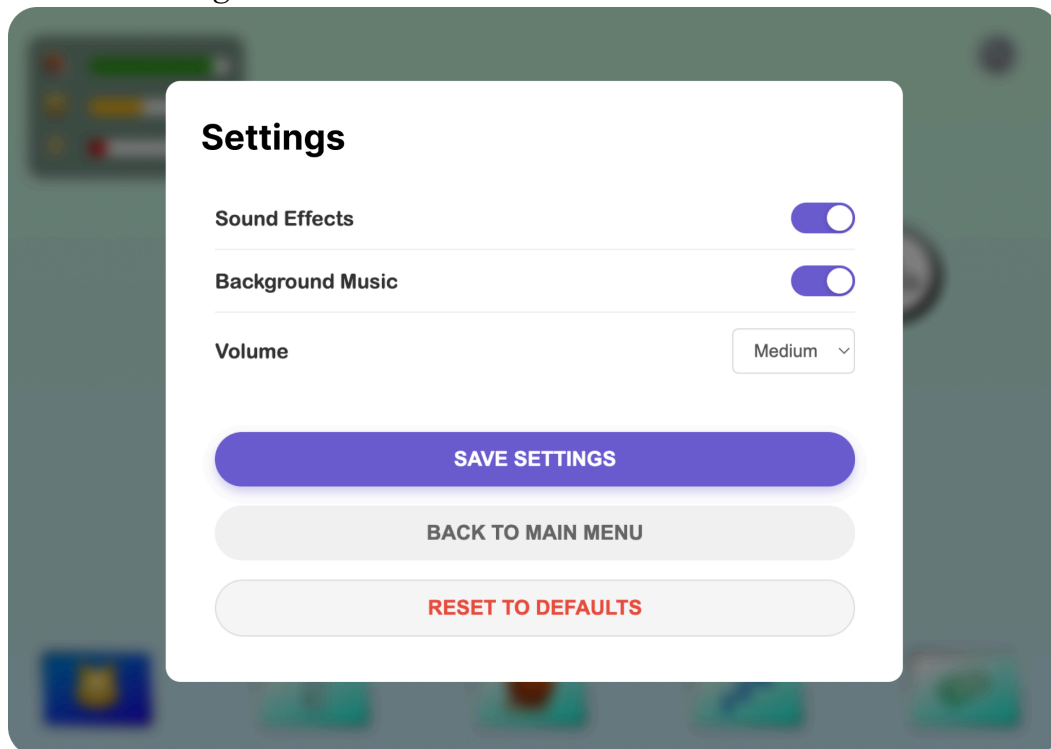 Settings
Sound Effects
Background Music
Volume
Medium
SAVE SETTINGS
BACK TO MAIN MENU
RESET TO DEFAULTS